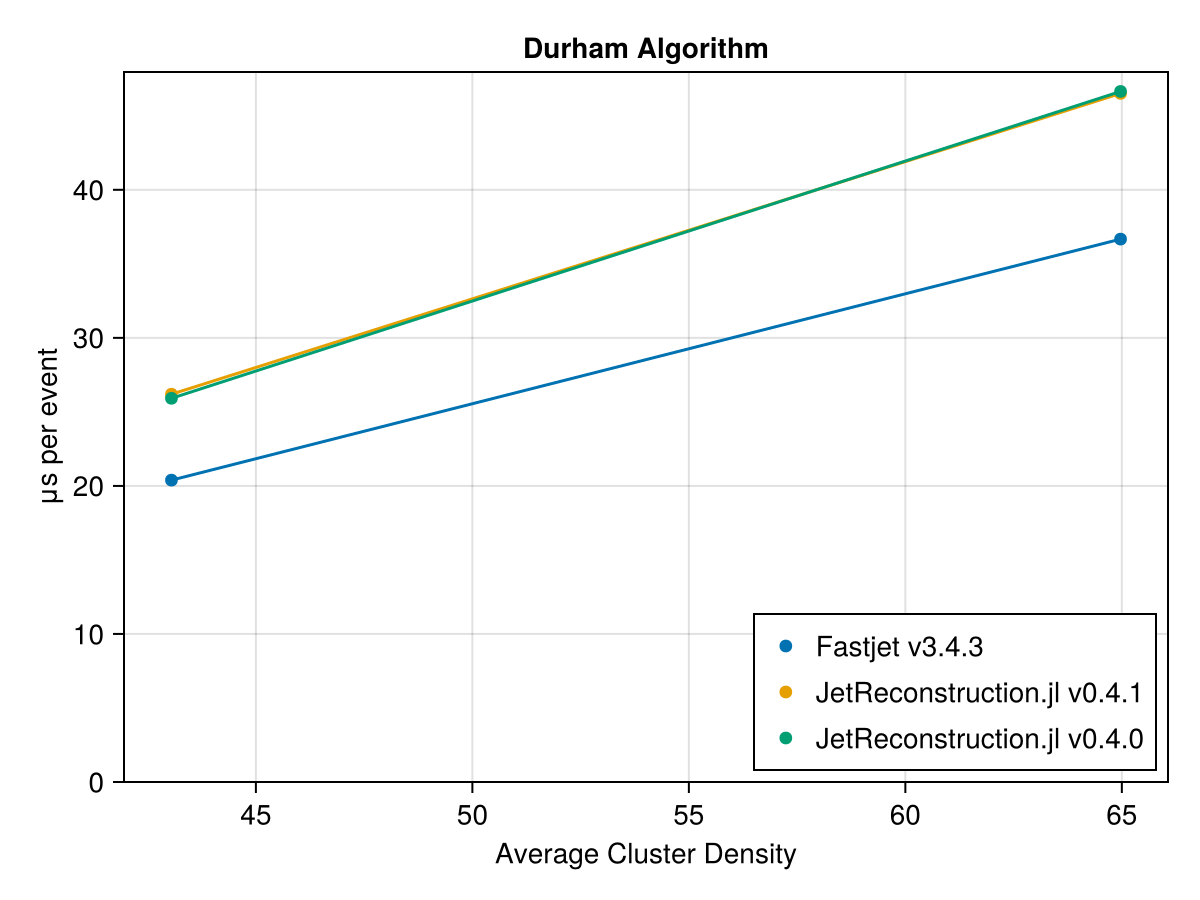 Durham Algorithm
µs per event
40
30
20
10
0
45 50 55 60 65
Average Cluster Density
Fastjet v3.4.3
JetReconstruction.jl v0.4.1
JetReconstruction.jl v0.4.0